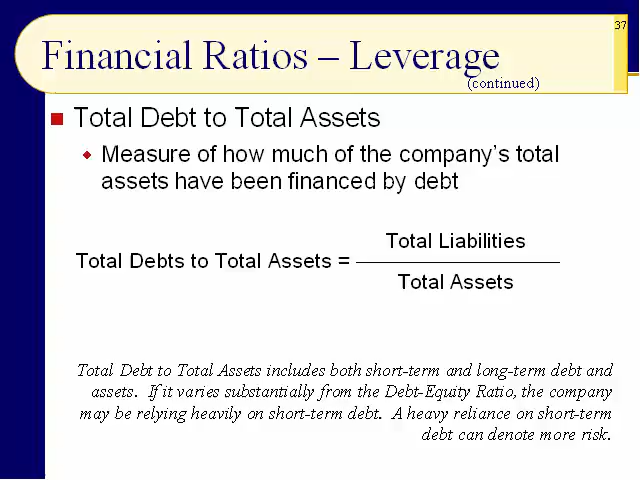 37
Financial Ratios – Leverage
(continued)
Total Debt to Total Assets
Measure of how much of the company's total
assets have been financed by debt
Total Liabilities
Total Debts to Total Assets =
Total Assets
Total Debt to Total Assets includes both short-term and long-term debt and
assets. If it varies substantially from the Debt-Equity Ratio, the company
may be relying heavily on short-term debt. A heavy reliance on short-term
debt can denote more risk.